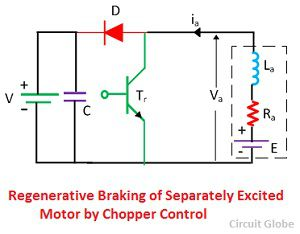 D
iₐ
Lₐ
V
+
-
C
Tᵣ
Vₐ
Rₐ
+
E
-
Regenerative Braking of Separately Excited
Motor by Chopper Control
Circuit Globe